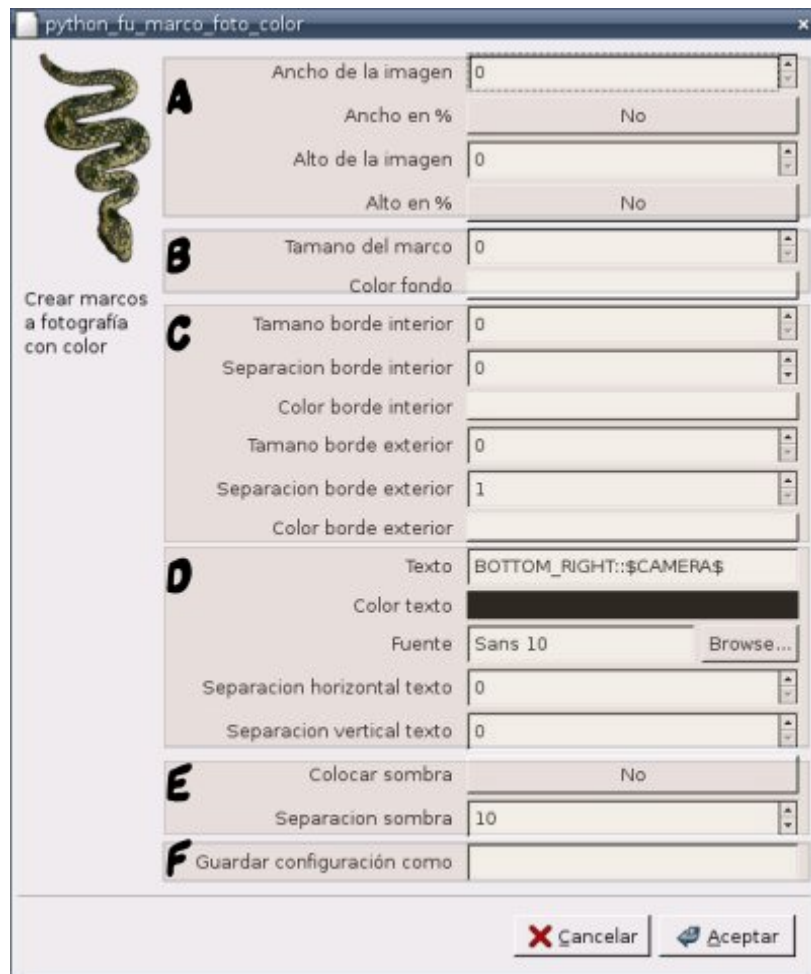 python_fu_marco_foto_color
A
Ancho de la imagen 0
Ancho en % No
Alto de la imagen 0
Alto en % No
B
Tamano del marco 0
Color fondo
Crear marcos
a fotografía
con color
C
Tamano borde interior 0
Separacion borde interior 0
Color borde interior
Tamano borde exterior 0
Separacion borde exterior 1
Color borde exterior
D
Texto BOTTOM_RIGHT::$CAMERA$
Color texto
Fuente Sans 10 Browse...
Separacion horizontal texto 0
Separacion vertical texto 0
E
Colocar sombra No
Separacion sombra 10
F
Guardar configuración como
Cancelar Aceptar